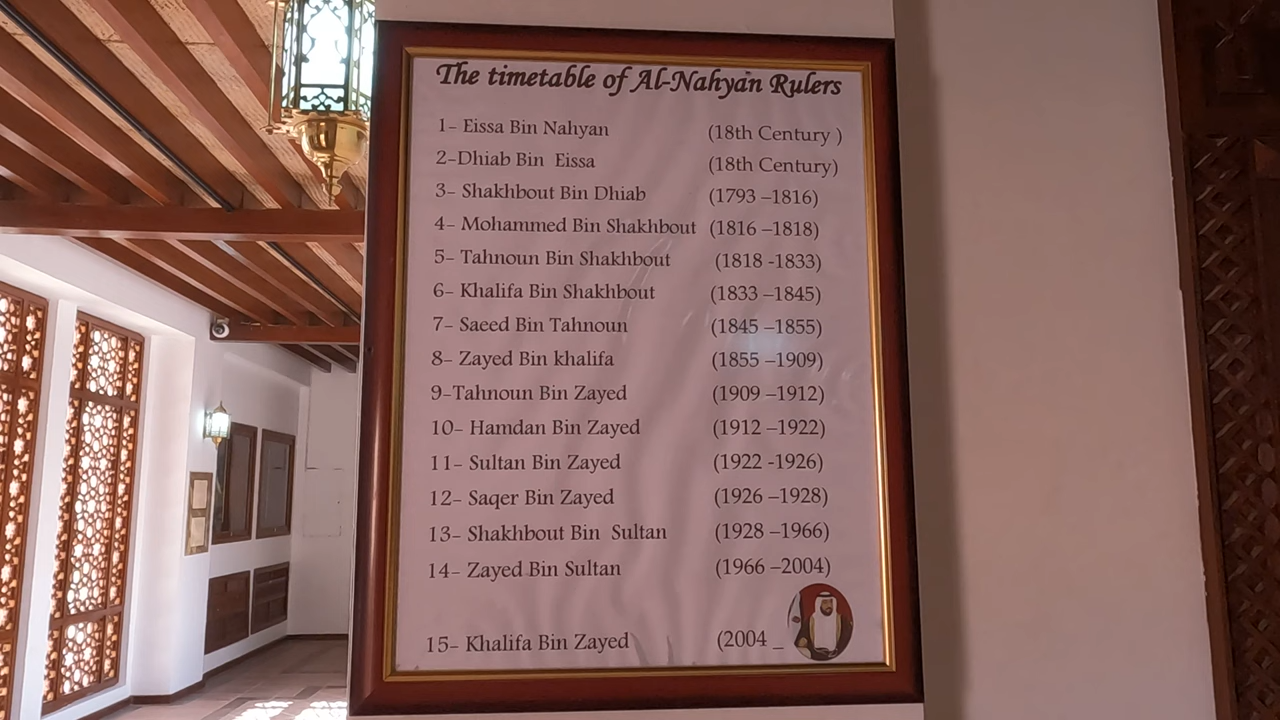 The timetable of Al-Nahyan Rulers
1- Eissa Bin Nahyan (18th Century )
2-Dhiab Bin Eissa (18th Century)
3- Shakhbout Bin Dhiab (1793 –1816)
4- Mohammed Bin Shakhbout (1816 –1818)
5- Tahnoun Bin Shakhbout (1818 -1833)
6- Khalifa Bin Shakhbout (1833 –1845)
7- Saeed Bin Tahnoun (1845 –1855)
8- Zayed Bin khalifa (1855 –1909)
9-Tahnoun Bin Zayed (1909 –1912)
10- Hamdan Bin Zayed (1912 –1922)
11- Sultan Bin Zayed (1922 -1926)
12- Saqer Bin Zayed (1926 –1928)
13- Shakhbout Bin Sultan (1928 –1966)
14- Zayed Bin Sultan (1966 –2004)
15- Khalifa Bin Zayed (2004 _